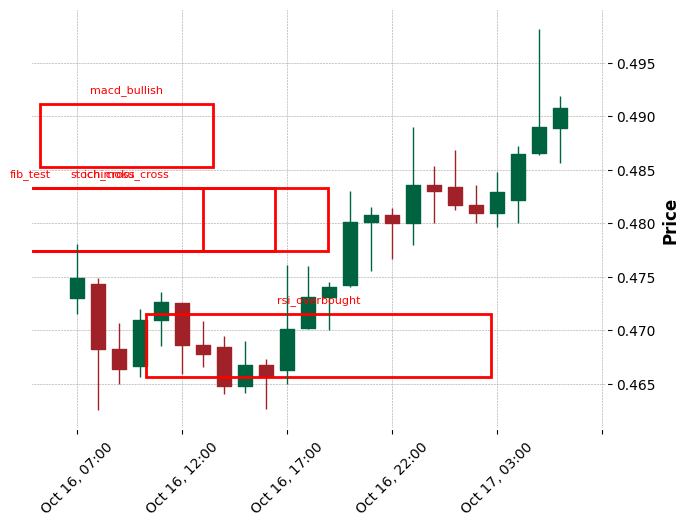 macd_bullish
fib_test
stoch_cross
ichimoku_cross
rsi_overbought
0.495
0.490
0.485
0.480
0.475
0.470
0.465
Price
Oct 16, 07:00
Oct 16, 12:00
Oct 16, 17:00
Oct 16, 22:00
Oct 17, 03:00